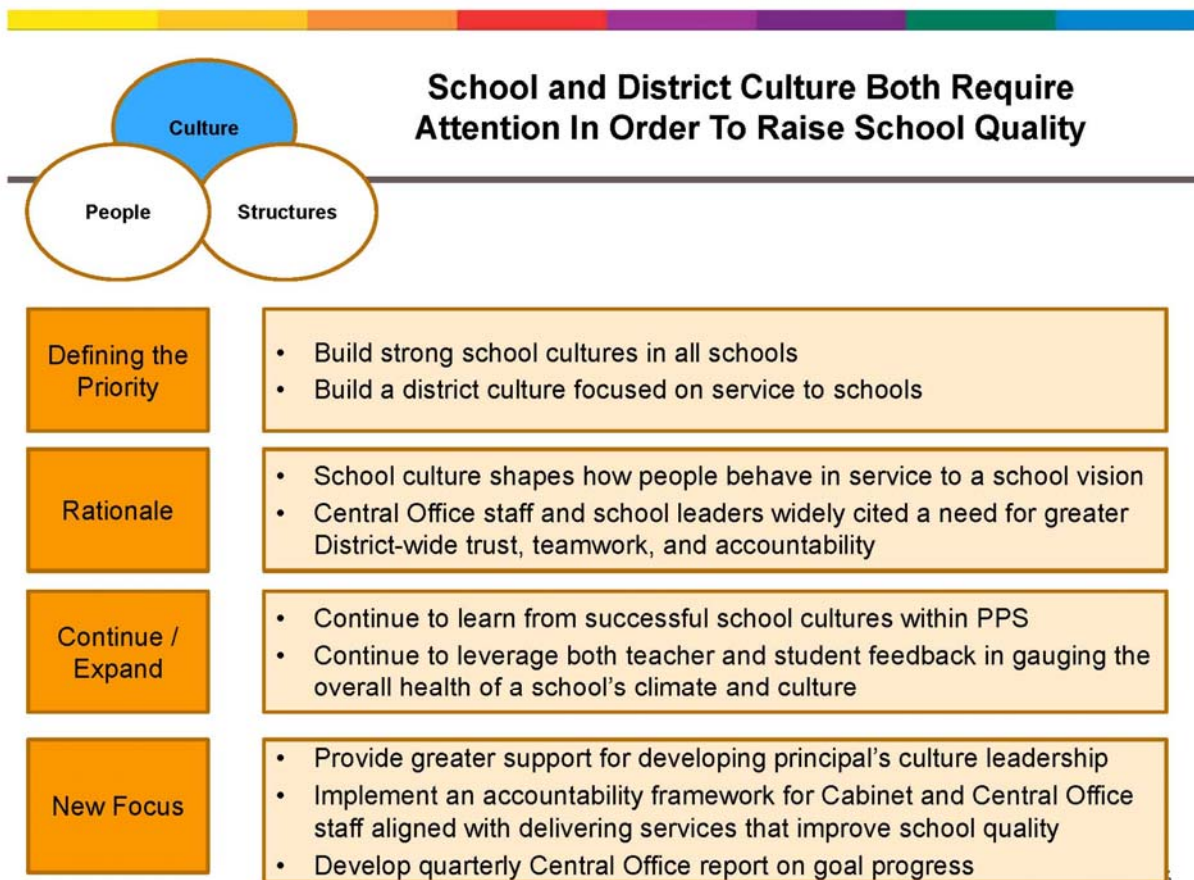 School and District Culture Both Require
Attention In Order To Raise School Quality
Culture
People
Structures
Defining the
Priority
• Build strong school cultures in all schools
• Build a district culture focused on service to schools
Rationale
• School culture shapes how people behave in service to a school vision
• Central Office staff and school leaders widely cited a need for greater
District-wide trust, teamwork, and accountability
Continue /
Expand
• Continue to learn from successful school cultures within PPS
• Continue to leverage both teacher and student feedback in gauging the
overall health of a school's climate and culture
New Focus
• Provide greater support for developing principal's culture leadership
• Implement an accountability framework for Cabinet and Central Office
staff aligned with delivering services that improve school quality
• Develop quarterly Central Office report on goal progress